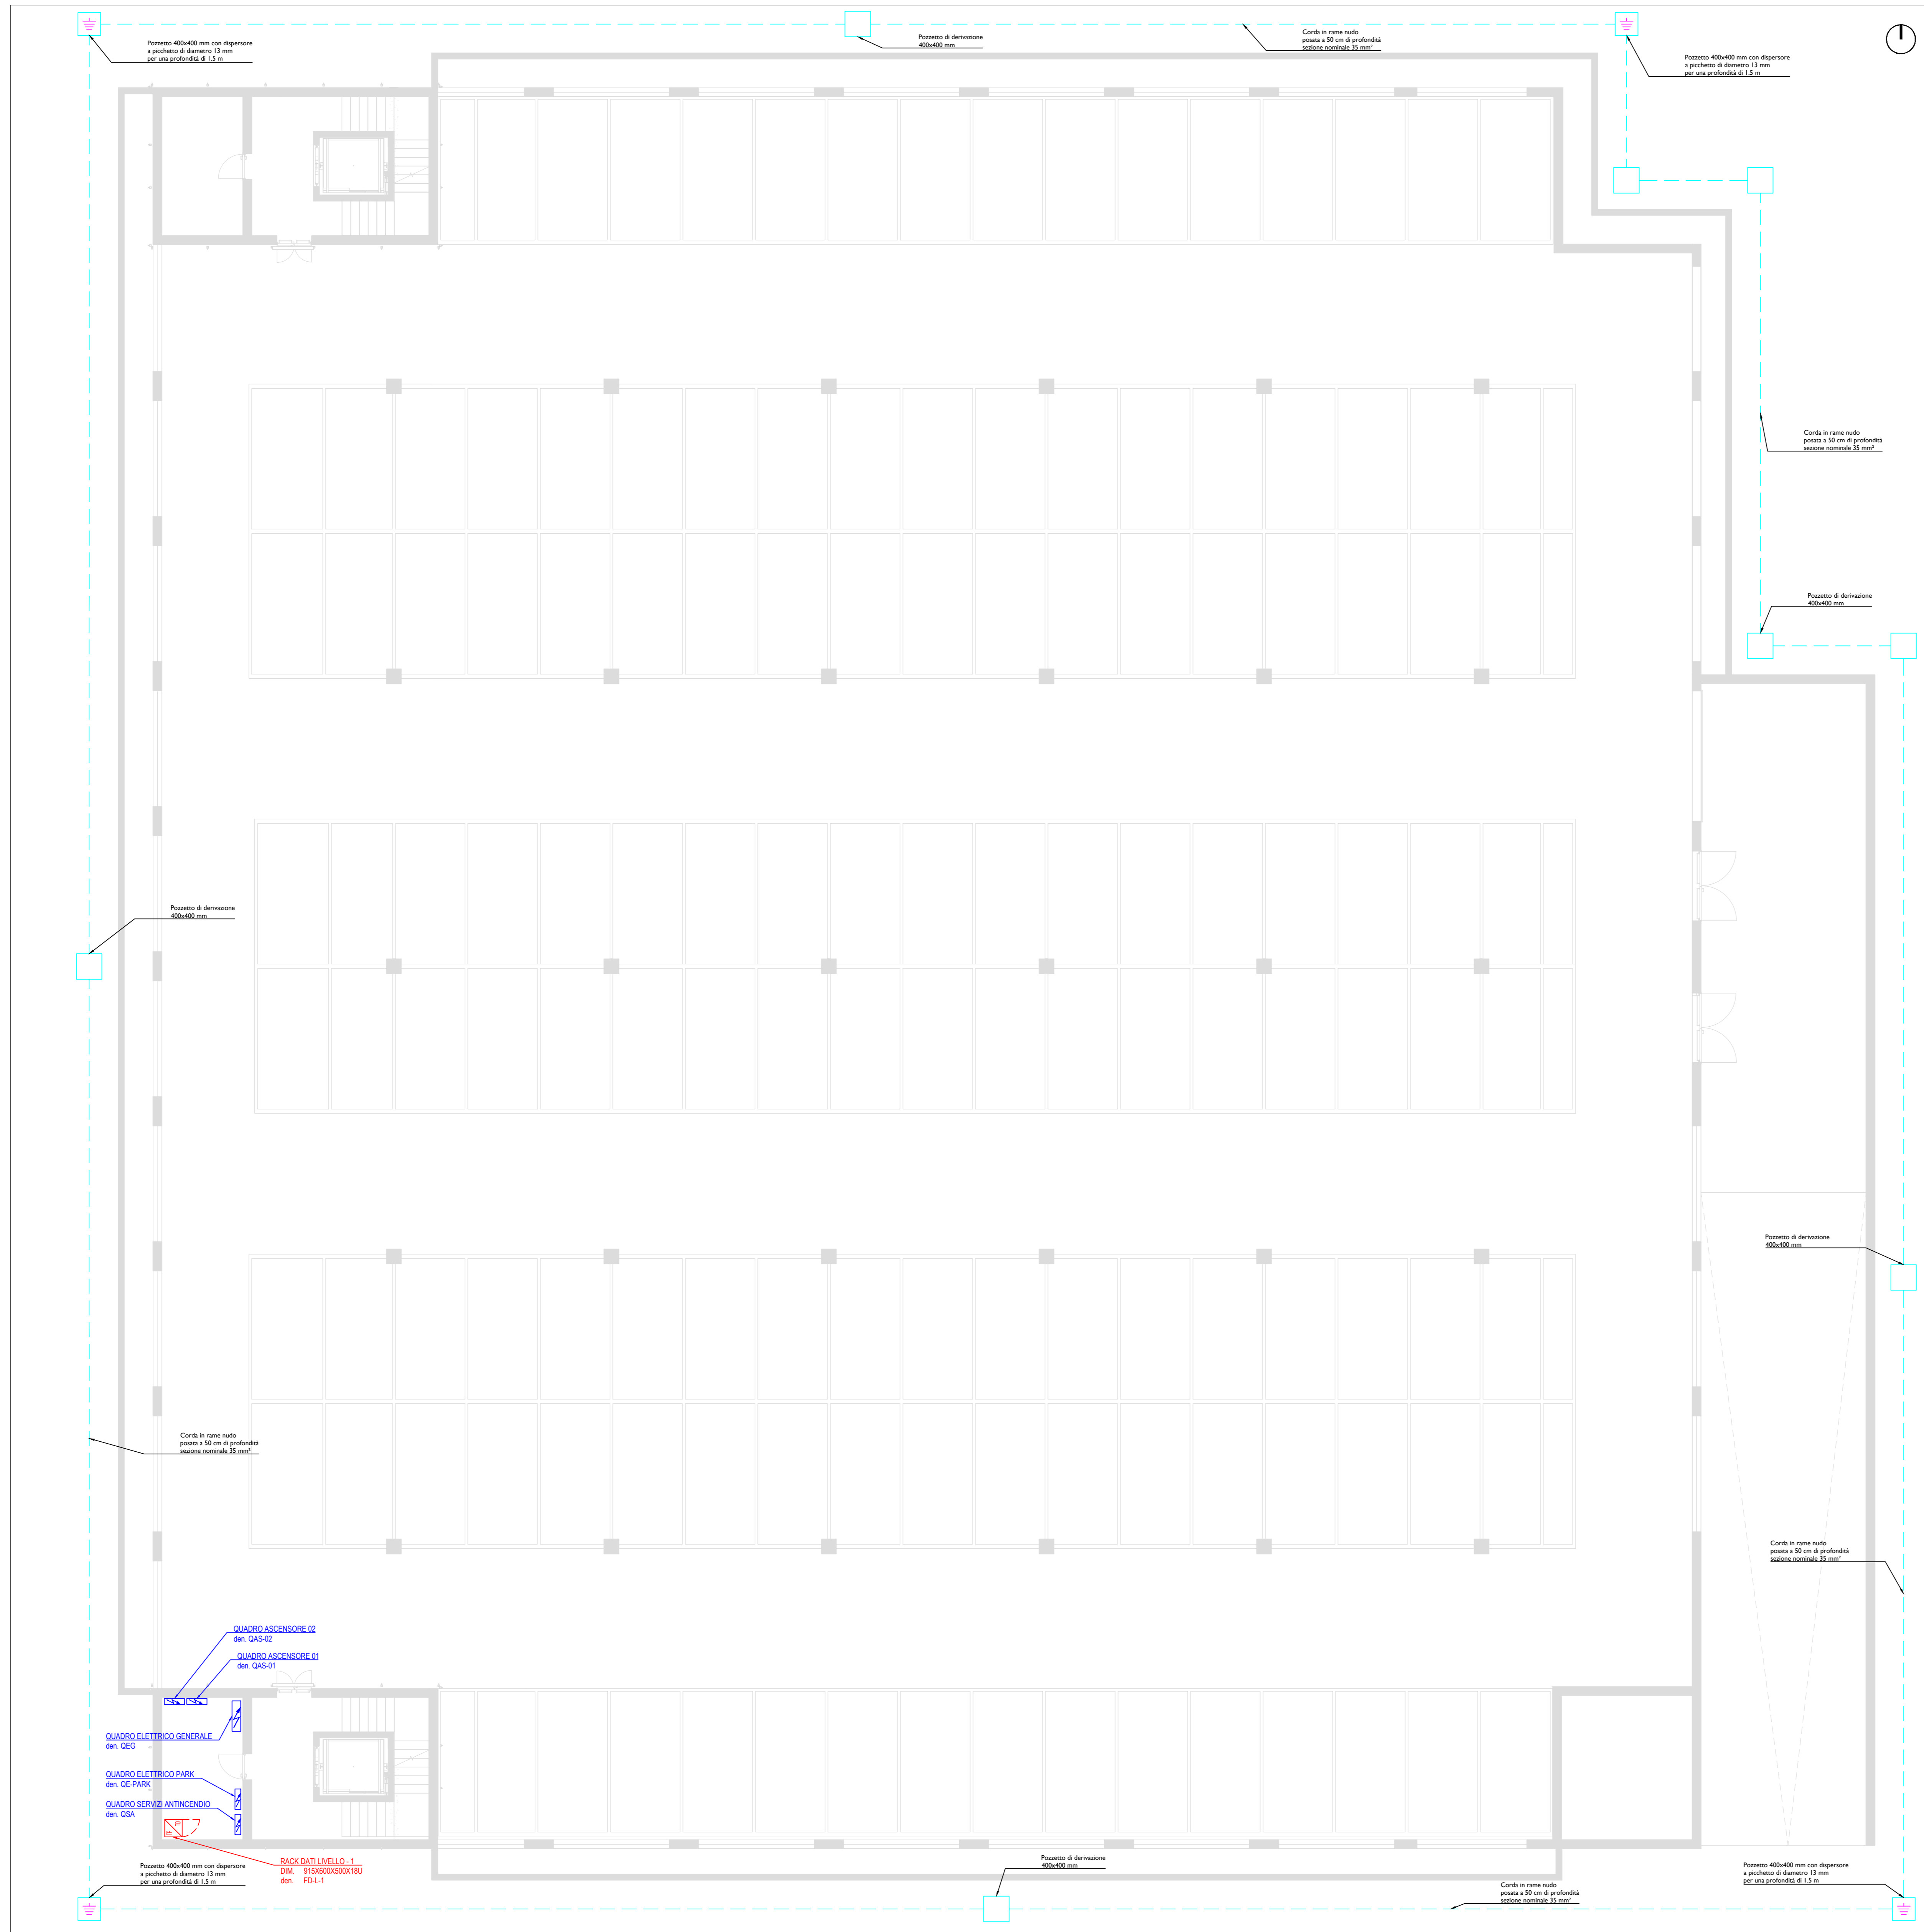 Pozzetto 400x400 mm con dispersore
a picchetto di diametro 13 mm
per una profondità di 1.5 m
Pozzetto di derivazione
400x400 mm
Corda in rame nudo
posata a 50 cm di profondità
sezione nominale 35 mm²
Pozzetto 400x400 mm con dispersore
a picchetto di diametro 13 mm
per una profondità di 1.5 m
Corda in rame nudo
posata a 50 cm di profondità
sezione nominale 35 mm²
Pozzetto di derivazione
400x400 mm
Pozzetto di derivazione
400x400 mm
Pozzetto di derivazione
400x400 mm
Corda in rame nudo
posata a 50 cm di profondità
sezione nominale 35 mm²
Corda in rame nudo
posata a 50 cm di profondità
sezione nominale 35 mm²
QUADRO ASCENSORE 02
den. QAS-02
QUADRO ASCENSORE 01
den. QAS-01
QUADRO ELETTRICO GENERALE
den. QEG
QUADRO ELETTRICO PARK
den. QE-PARK
QUADRO SERVIZI ANTINCENDIO
den. QSA
RACK DATI LIVELLO - 1
DIM. 915X600X500X18U
den. FD-L-1
Pozzetto 400x400 mm con dispersore
a picchetto di diametro 13 mm
per una profondità di 1.5 m
Pozzetto di derivazione
400x400 mm
Corda in rame nudo
posata a 50 cm di profondità
sezione nominale 35 mm²
Pozzetto 400x400 mm con dispersore
a picchetto di diametro 13 mm
per una profondità di 1.5 m